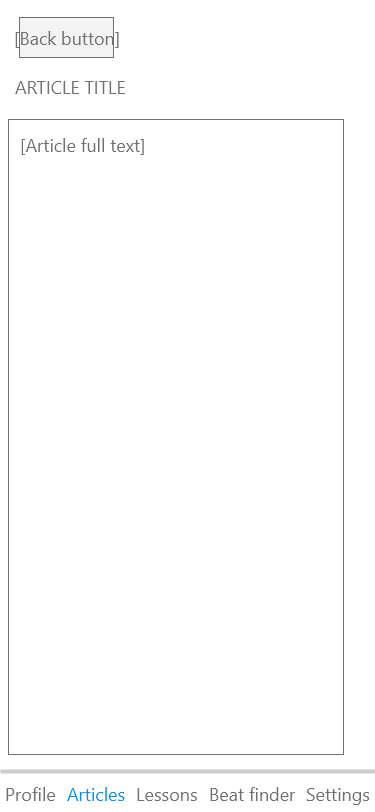 [Back button]
ARTICLE TITLE
[Article full text]
Profile Articles Lessons Beat finder Settings